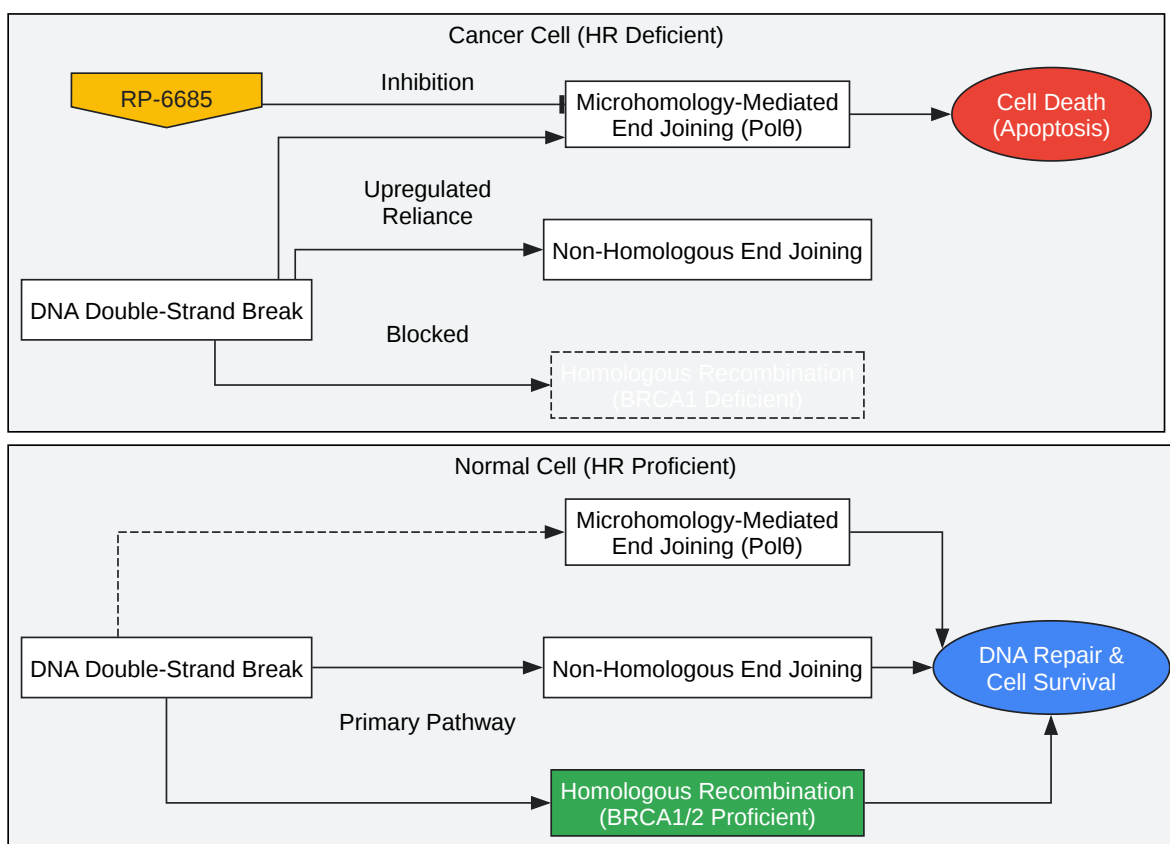 Cancer Cell (HR Deficient)
RP-6685
Inhibition
Microhomology-Mediated
End Joining (Polθ)
Cell Death
(Apoptosis)
Upregulated
Reliance
Non-Homologous End Joining
DNA Double-Strand Break
Blocked
Homologous Recombination
(BRCA1 Deficient)
Normal Cell (HR Proficient)
Microhomology-Mediated
End Joining (Polθ)
DNA Double-Strand Break
Non-Homologous End Joining
DNA Repair &
Cell Survival
Primary Pathway
Homologous Recombination
(BRCA1/2 Proficient)